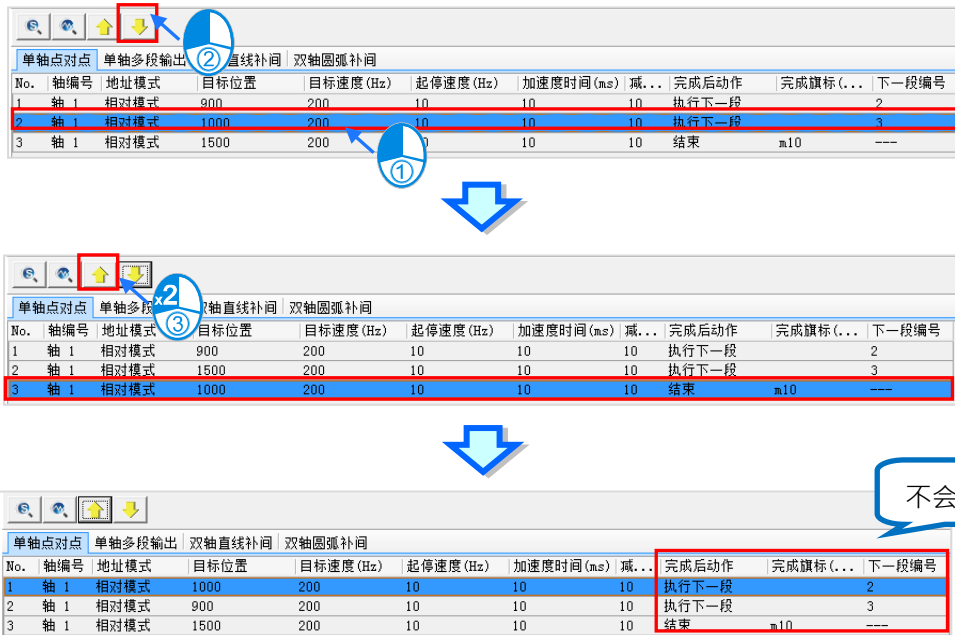 ②
单轴点对点 单轴多段输出 直线补间 双轴圆弧补间
No. 轴编号 地址模式 目标位置 目标速度(Hz) 起停速度(Hz) 加速度时间(ms) 减... 完成后动作 完成旗标(... 下一段编号
1 轴 1 相对模式 900 200 10 10 10 执行下一段 2
2 轴 1 相对模式 1000 200 10 10 10 执行下一段 3
3 轴 1 相对模式 1500 200 10 10 结束 m10 ---
①
x2
③
单轴点对点 单轴多段 双轴直线补间 双轴圆弧补间
No. 轴编号 地址模式 目标位置 目标速度(Hz) 起停速度(Hz) 加速度时间(ms) 减... 完成后动作 完成旗标(... 下一段编号
1 轴 1 相对模式 900 200 10 10 10 执行下一段 2
2 轴 1 相对模式 1500 200 10 10 10 执行下一段 3
3 轴 1 相对模式 1000 200 10 10 10 结束 m10 ---
不会
单轴点对点 单轴多段输出 双轴直线补间 双轴圆弧补间
No. 轴编号 地址模式 目标位置 目标速度(Hz) 起停速度(Hz) 加速度时间(ms) 减... 完成后动作 完成旗标(... 下一段编号
1 轴 1 相对模式 1000 200 10 10 10 执行下一段 2
2 轴 1 相对模式 900 200 10 10 10 执行下一段 3
3 轴 1 相对模式 1500 200 10 10 10 结束 m10 ---